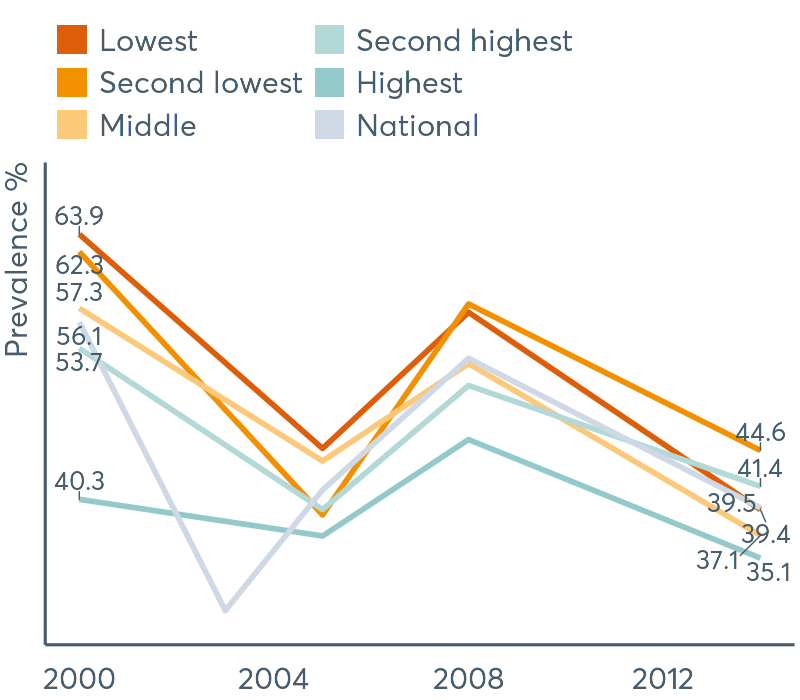 Lowest
Second lowest
Middle
Second highest
Highest
National
Prevalence %
63.9
62.3
57.3
56.1
53.7
40.3
44.6
41.4
39.5
39.4
37.1
35.1
2000
2004
2008
2012